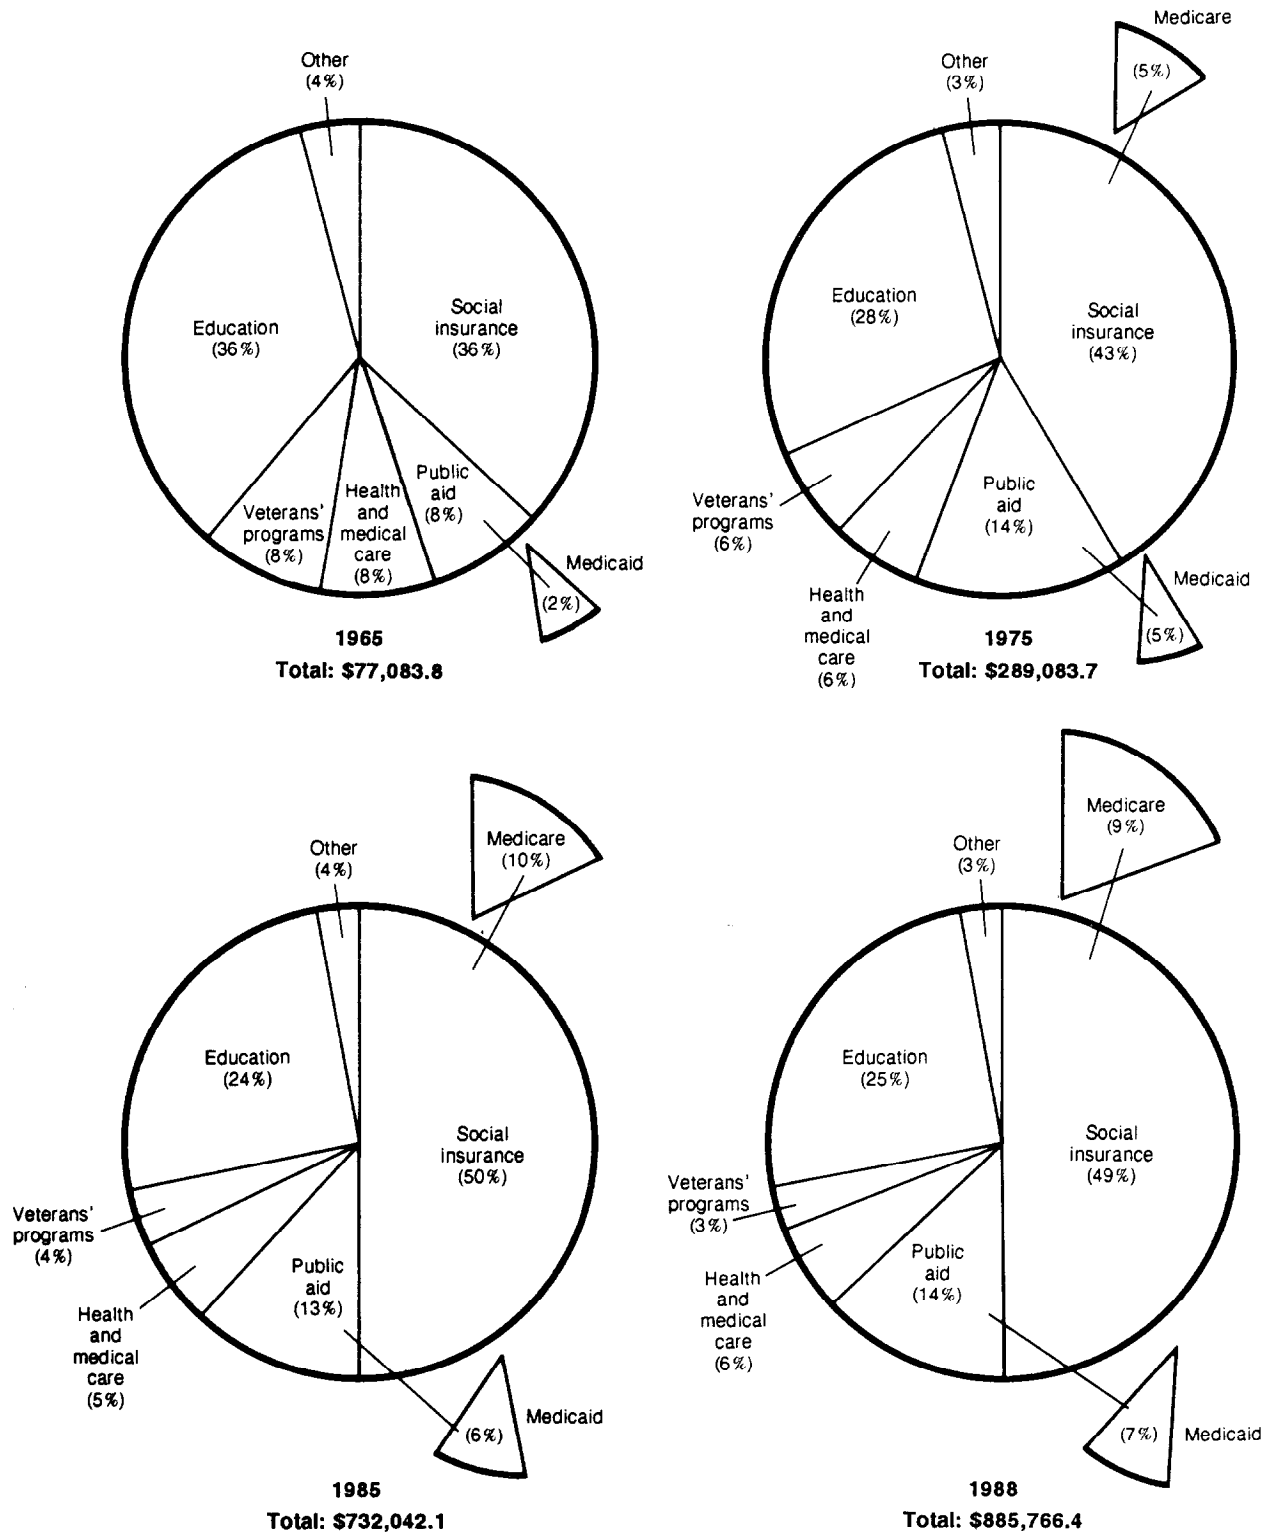 Other
(4%)
Education
(36%)
Social
insurance
(36%)
Veterans'
programs
(8%)
Health
and
medical
care
(8%)
Public
aid
(8%)
Medicaid
(2%)
1965
Total: $77,083.8
Medicare
(5%)
Other
(3%)
Education
(28%)
Social
insurance
(43%)
Veterans'
programs
(6%)
Health
and
medical
care
(6%)
Public
aid
(14%)
Medicaid
(5%)
1975
Total: $289,083.7
Medicare
(10%)
Other
(4%)
Education
(24%)
Social
insurance
(50%)
Veterans'
programs
(4%)
Health
and
medical
care
(5%)
Public
aid
(13%)
Medicaid
(6%)
1985
Total: $732,042.1
Medicare
(9%)
Other
(3%)
Education
(25%)
Social
insurance
(49%)
Veterans'
programs
(3%)
Health
and
medical
care
(6%)
Public
aid
(14%)
Medicaid
(7%)
1988
Total: $885,766.4